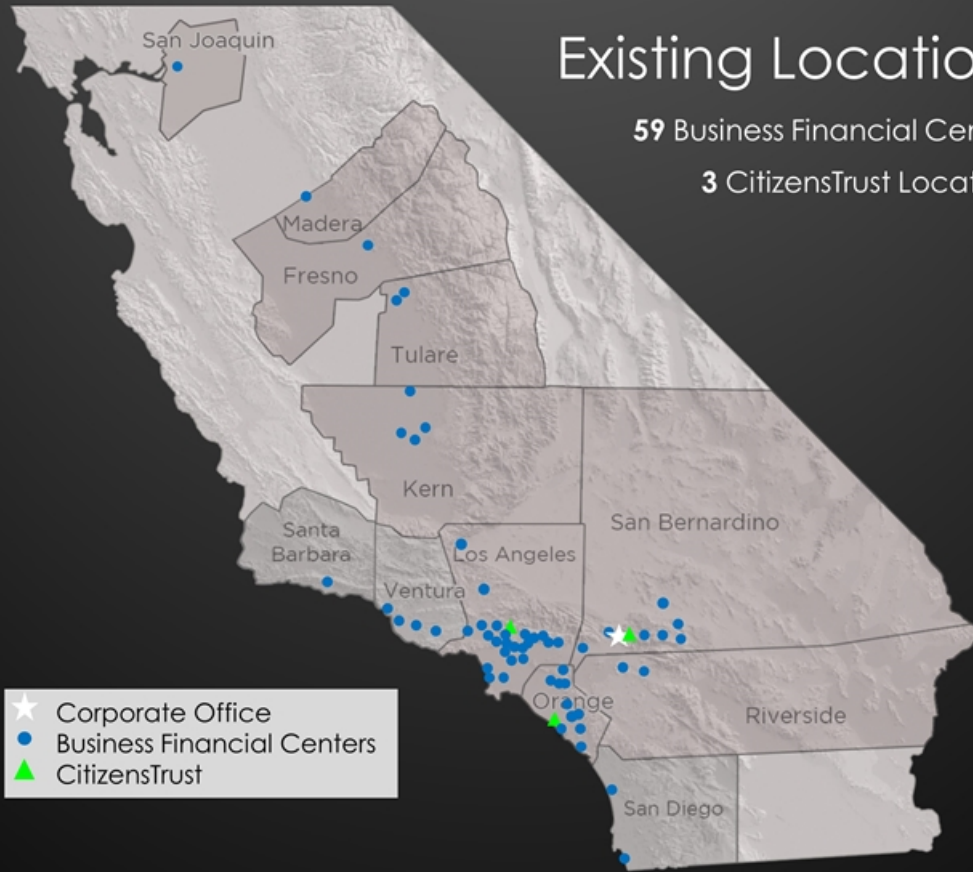 Existing Locatio
59 Business Financial Cen
3 CitizensTrust Locat
San Joaquin
Madera
Fresno
Tulare
Kern
San Bernardino
Santa
Barbara
Los Angeles
Ventura
Orange
Riverside
San Diego
Corporate Office
Business Financial Centers
CitizensTrust